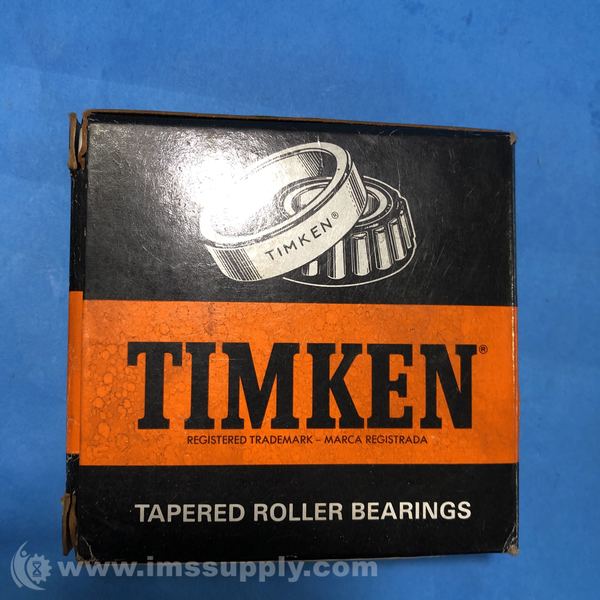 TIMKEN®
TIMKEN®
REGISTERED TRADEMARK – MARCA REGISTRADA
TAPERED ROLLER BEARINGS
www.imssupply.com